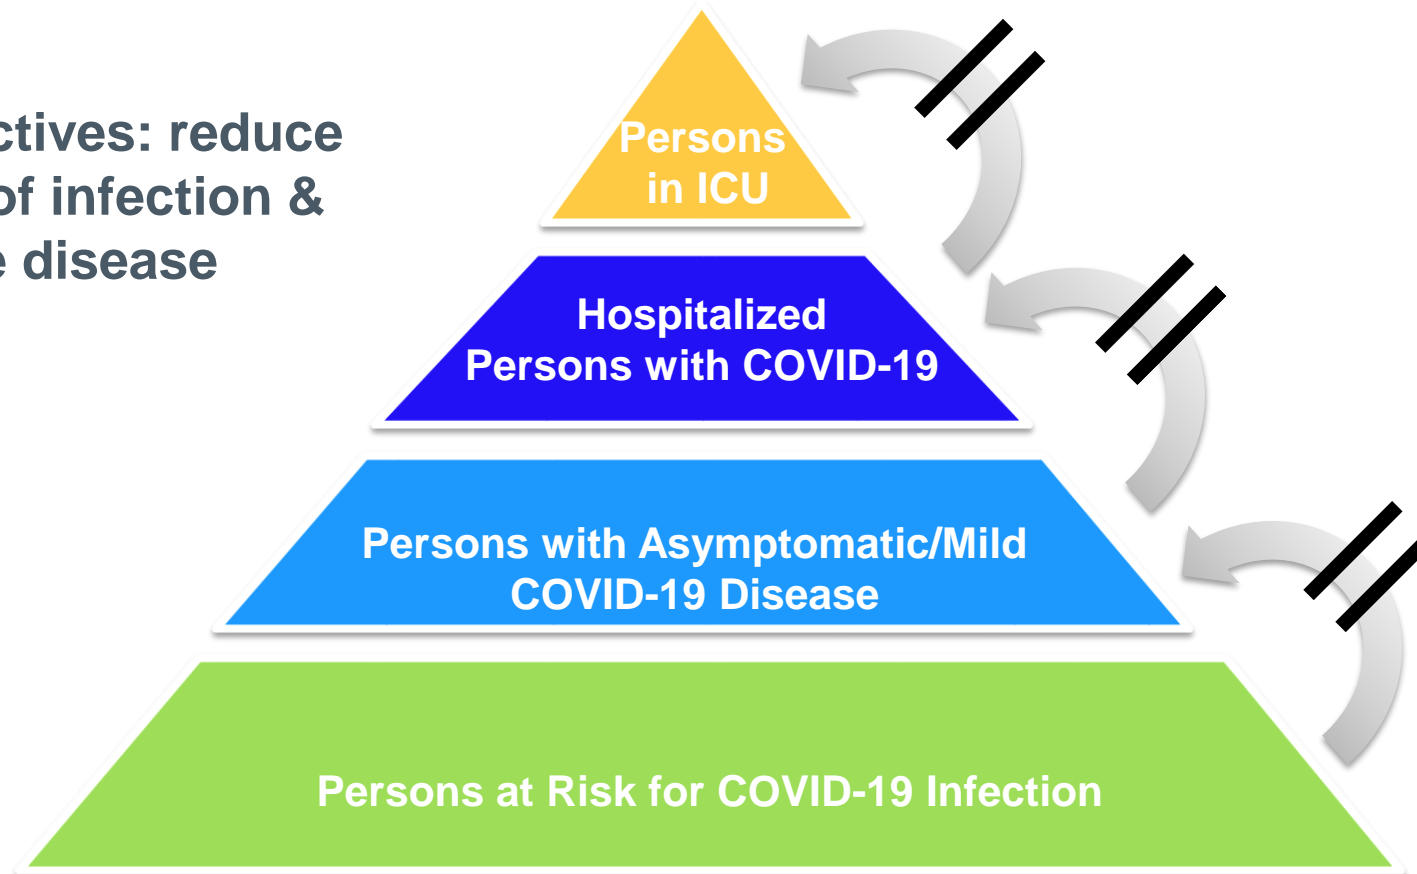 ctives: reduce
of infection &
disease
Persons
in ICU
Hospitalized
Persons with COVID-19
Persons with Asymptomatic/Mild
COVID-19 Disease
Persons at Risk for COVID-19 Infection